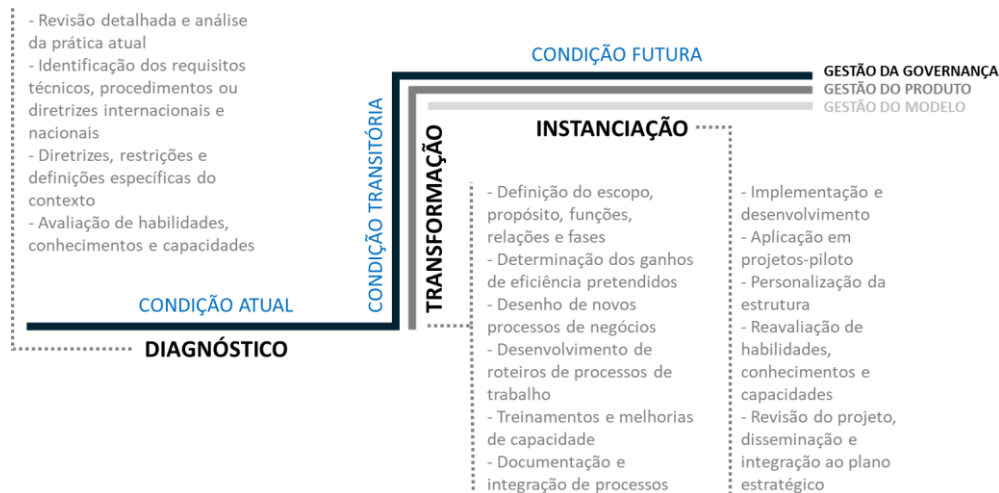 - Revisão detalhada e análise
da prática atual
- Identificação dos requisitos
técnicos, procedimentos ou
diretrizes internacionais e
nacionais
- Diretrizes, restrições e
definições específicas do
contexto
- Avaliação de habilidades,
conhecimentos e capacidades
CONDIÇÃO ATUAL
DIAGNÓSTICO
CONDIÇÃO TRANSITÓRIA
TRANSFORMAÇÃO
CONDIÇÃO FUTURA
GESTÃO DA GOVERNANÇA
GESTÃO DO PRODUTO
GESTÃO DO MODELO
INSTANCIAÇÃO
- Definição do escopo,
propósito, funções,
relações e fases
- Determinação dos ganhos
de eficiência pretendidos
- Desenho de novos
processos de negócios
- Desenvolvimento de
roteiros de processos de
trabalho
- Treinamentos e melhorias
de capacidade
- Documentação e
integração de processos
- Implementação e
desenvolvimento
- Aplicação em
projetos-piloto
- Personalização da
estrutura
- Reavaliação de
habilidades,
conhecimentos e
capacidades
- Revisão do projeto,
disseminação e
integração ao plano
estratégico